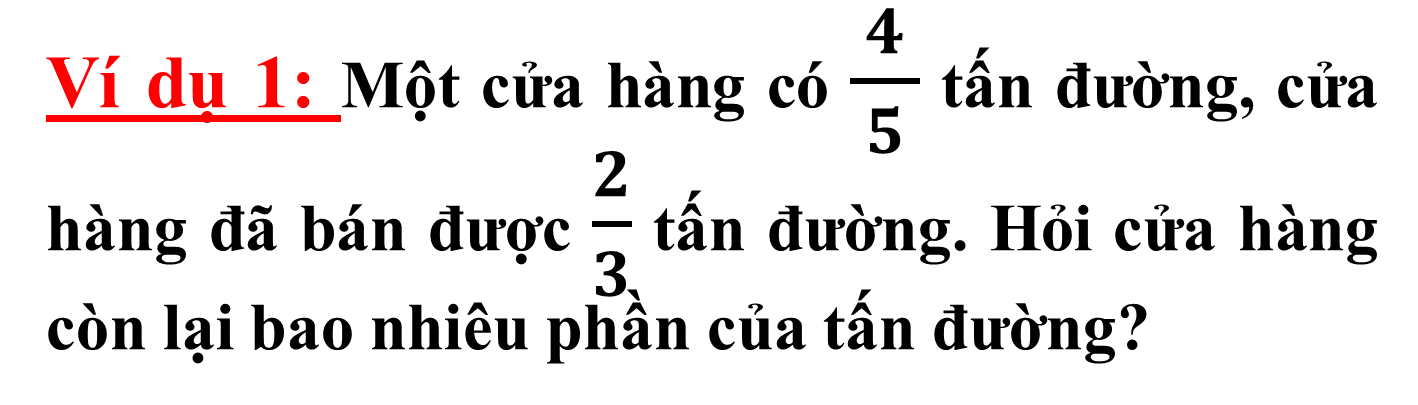 Ví dụ 1: Một cửa hàng có 4/5 tấn đường, cửa
hàng đã bán được 2/3 tấn đường. Hỏi cửa hàng
còn lại bao nhiêu phần của tấn đường?